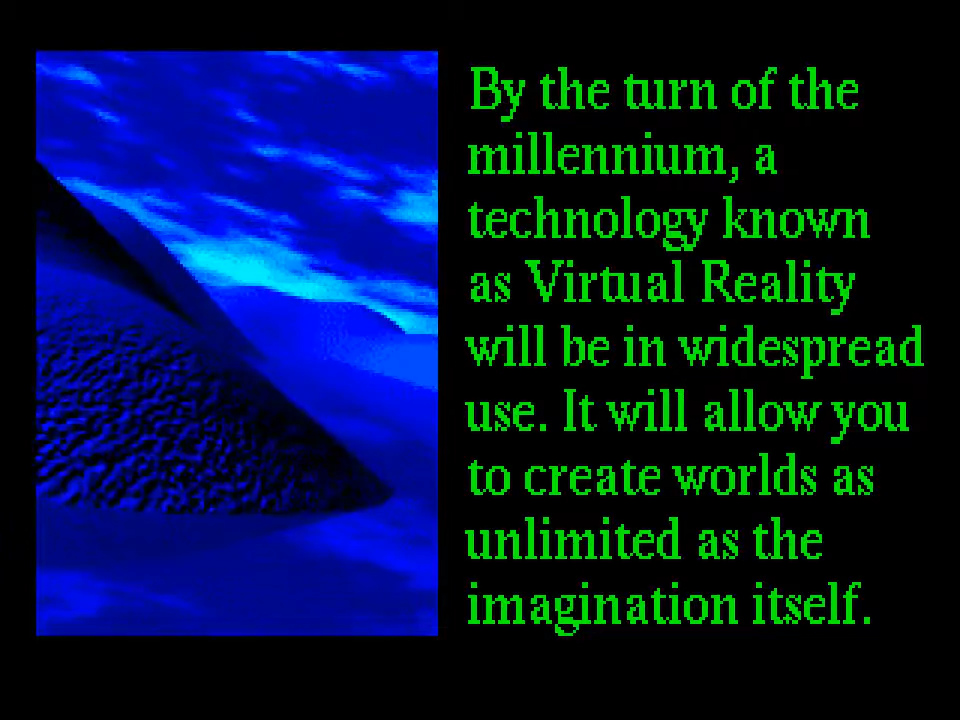 By the turn of the
millennium, a
technology known
as Virtual Reality
will be in widespread
use. It will allow you
to create worlds as
unlimited as the
imagination itself.